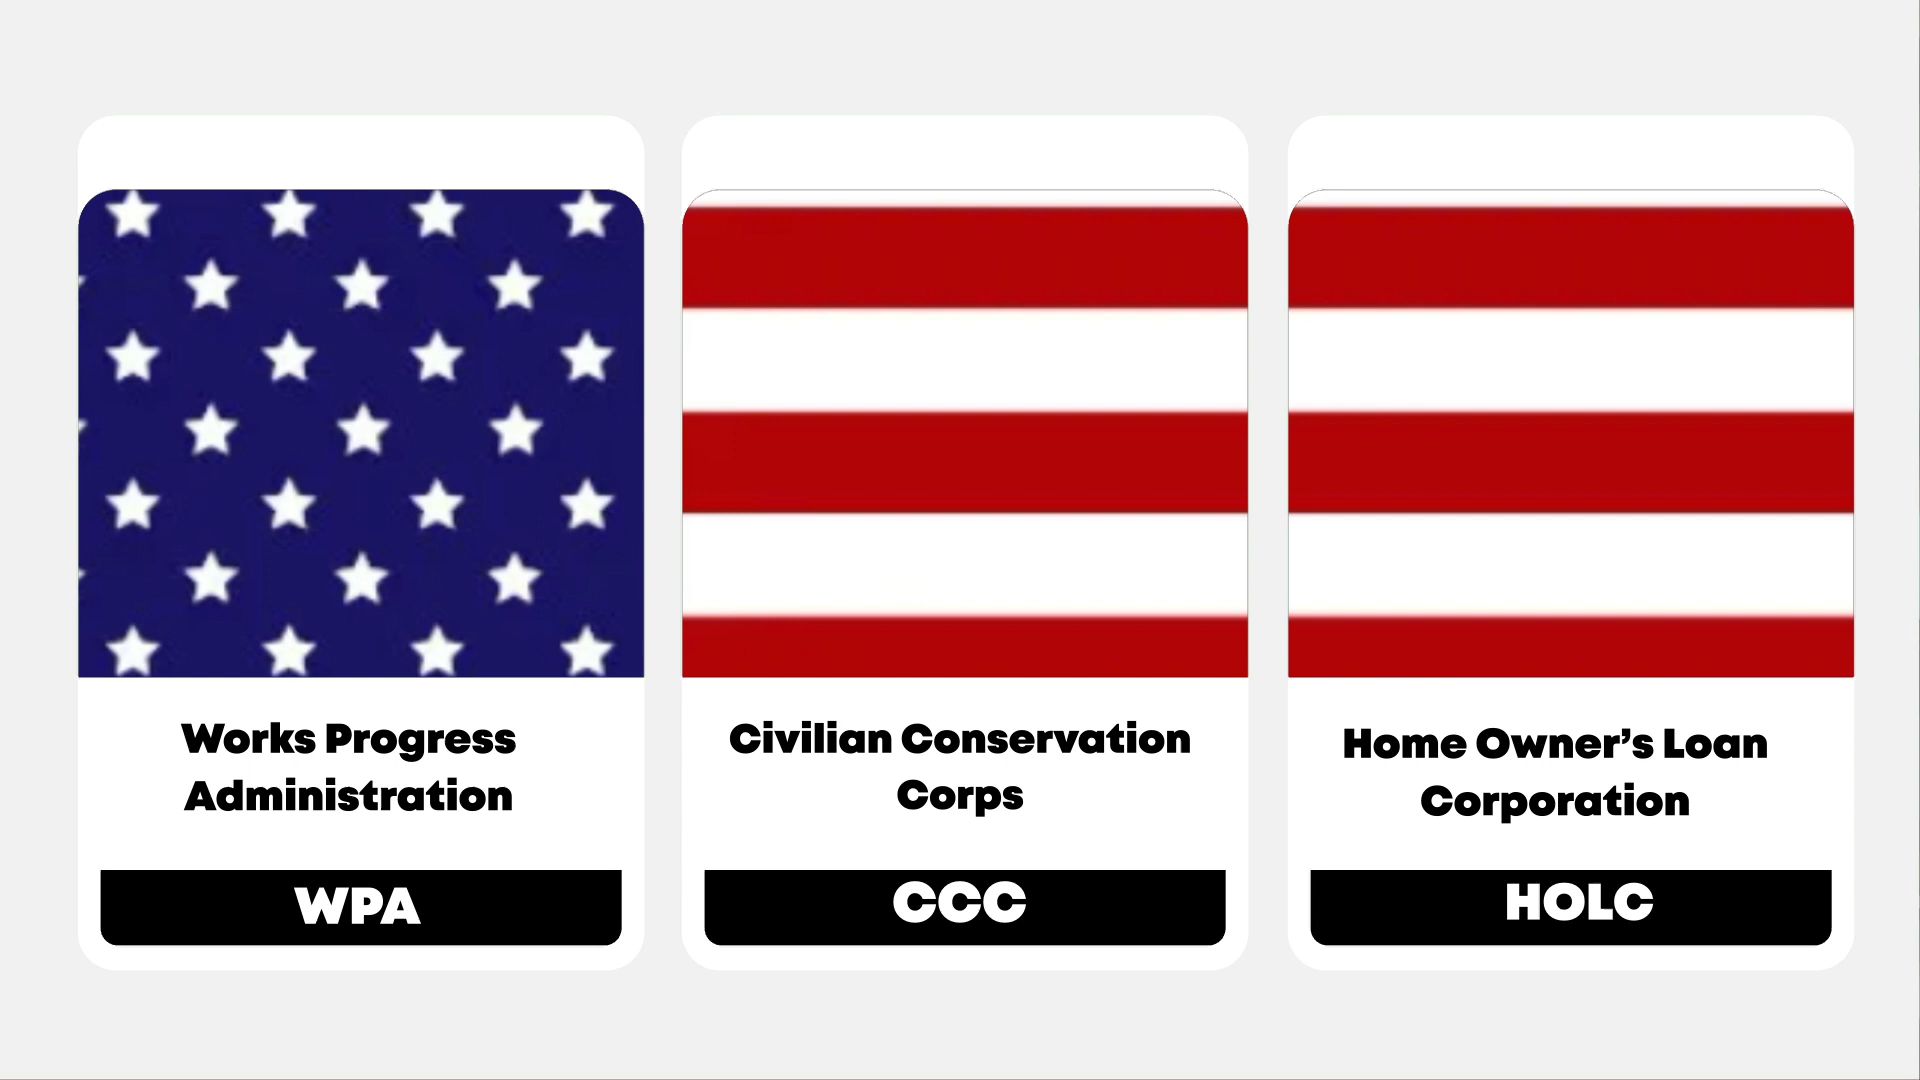 Works Progress
Administration
WPA
Civilian Conservation
Corps
CCC
Home Owner’s Loan
Corporation
HOLC